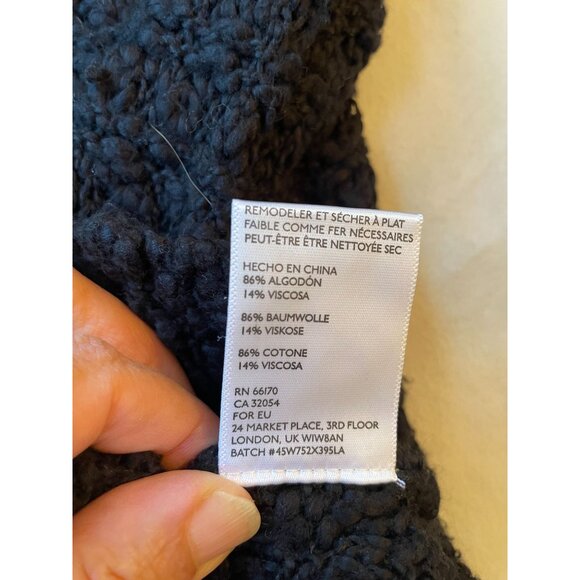 REMODELER ET SÉCHER À PLAT
FAIBLE COMME FER NÉCESSAIRES
PEUT-ÊTRE ÊTRE NETTOYÉE SEC
HECHO EN CHINA
86% ALGODÓN
14% VISCOSA
86% BAUMWOLLE
14% VISKOSE
86% COTONE
14% VISCOSA
RN 66170
CA 32054
FOR EU
24 MARKET PLACE, 3RD FLOOR
LONDON, UK W1W8AN
BATCH #45W752X395LA